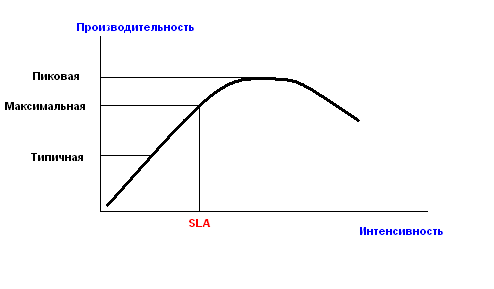 Производительность
Пиковая
Максимальная
Типичная
SLA
Интенсивность